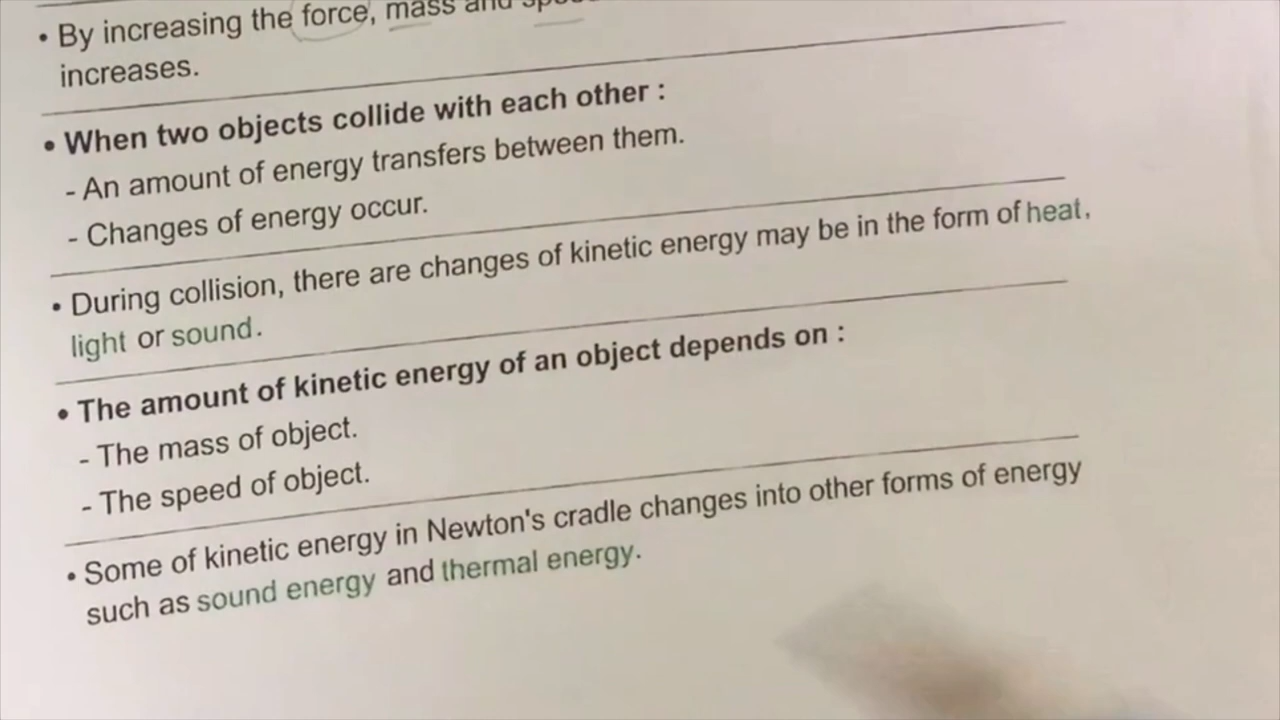 • By increasing the force, mass and
increases.
• When two objects collide with each other :
- An amount of energy transfers between them.
- Changes of energy occur.
• During collision, there are changes of kinetic energy may be in the form of heat,
light or sound.
• The amount of kinetic energy of an object depends on :
- The mass of object.
- The speed of object.
• Some of kinetic energy in Newton's cradle changes into other forms of energy
such as sound energy and thermal energy.